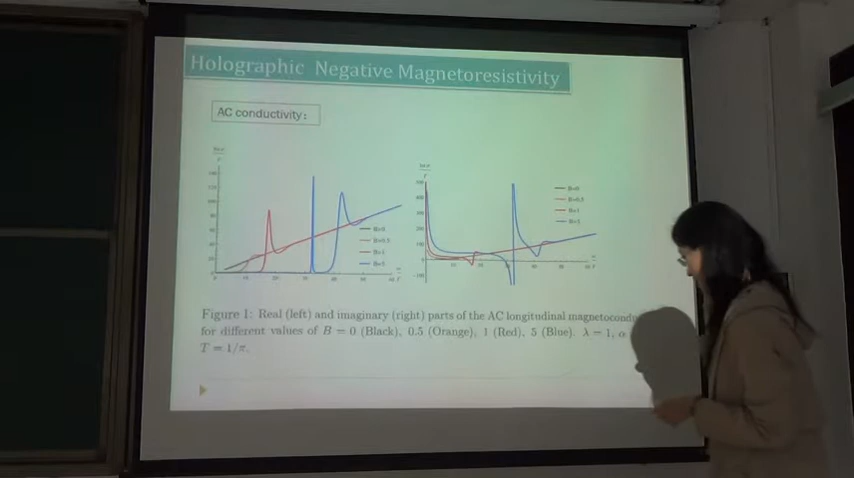 Holographic Negative Magnetoresistivity
AC conductivity:
B=0
B=0.5
B=1
B=5
B=0
B=0.5
B=1
B=5
Figure 1: Real (left) and imaginary (right) parts of the AC longitudinal magnetocondu
for different values of B = 0 (Black), 0.5 (Orange), 1 (Red), 5 (Blue). λ = 1, α
T = 1/π.